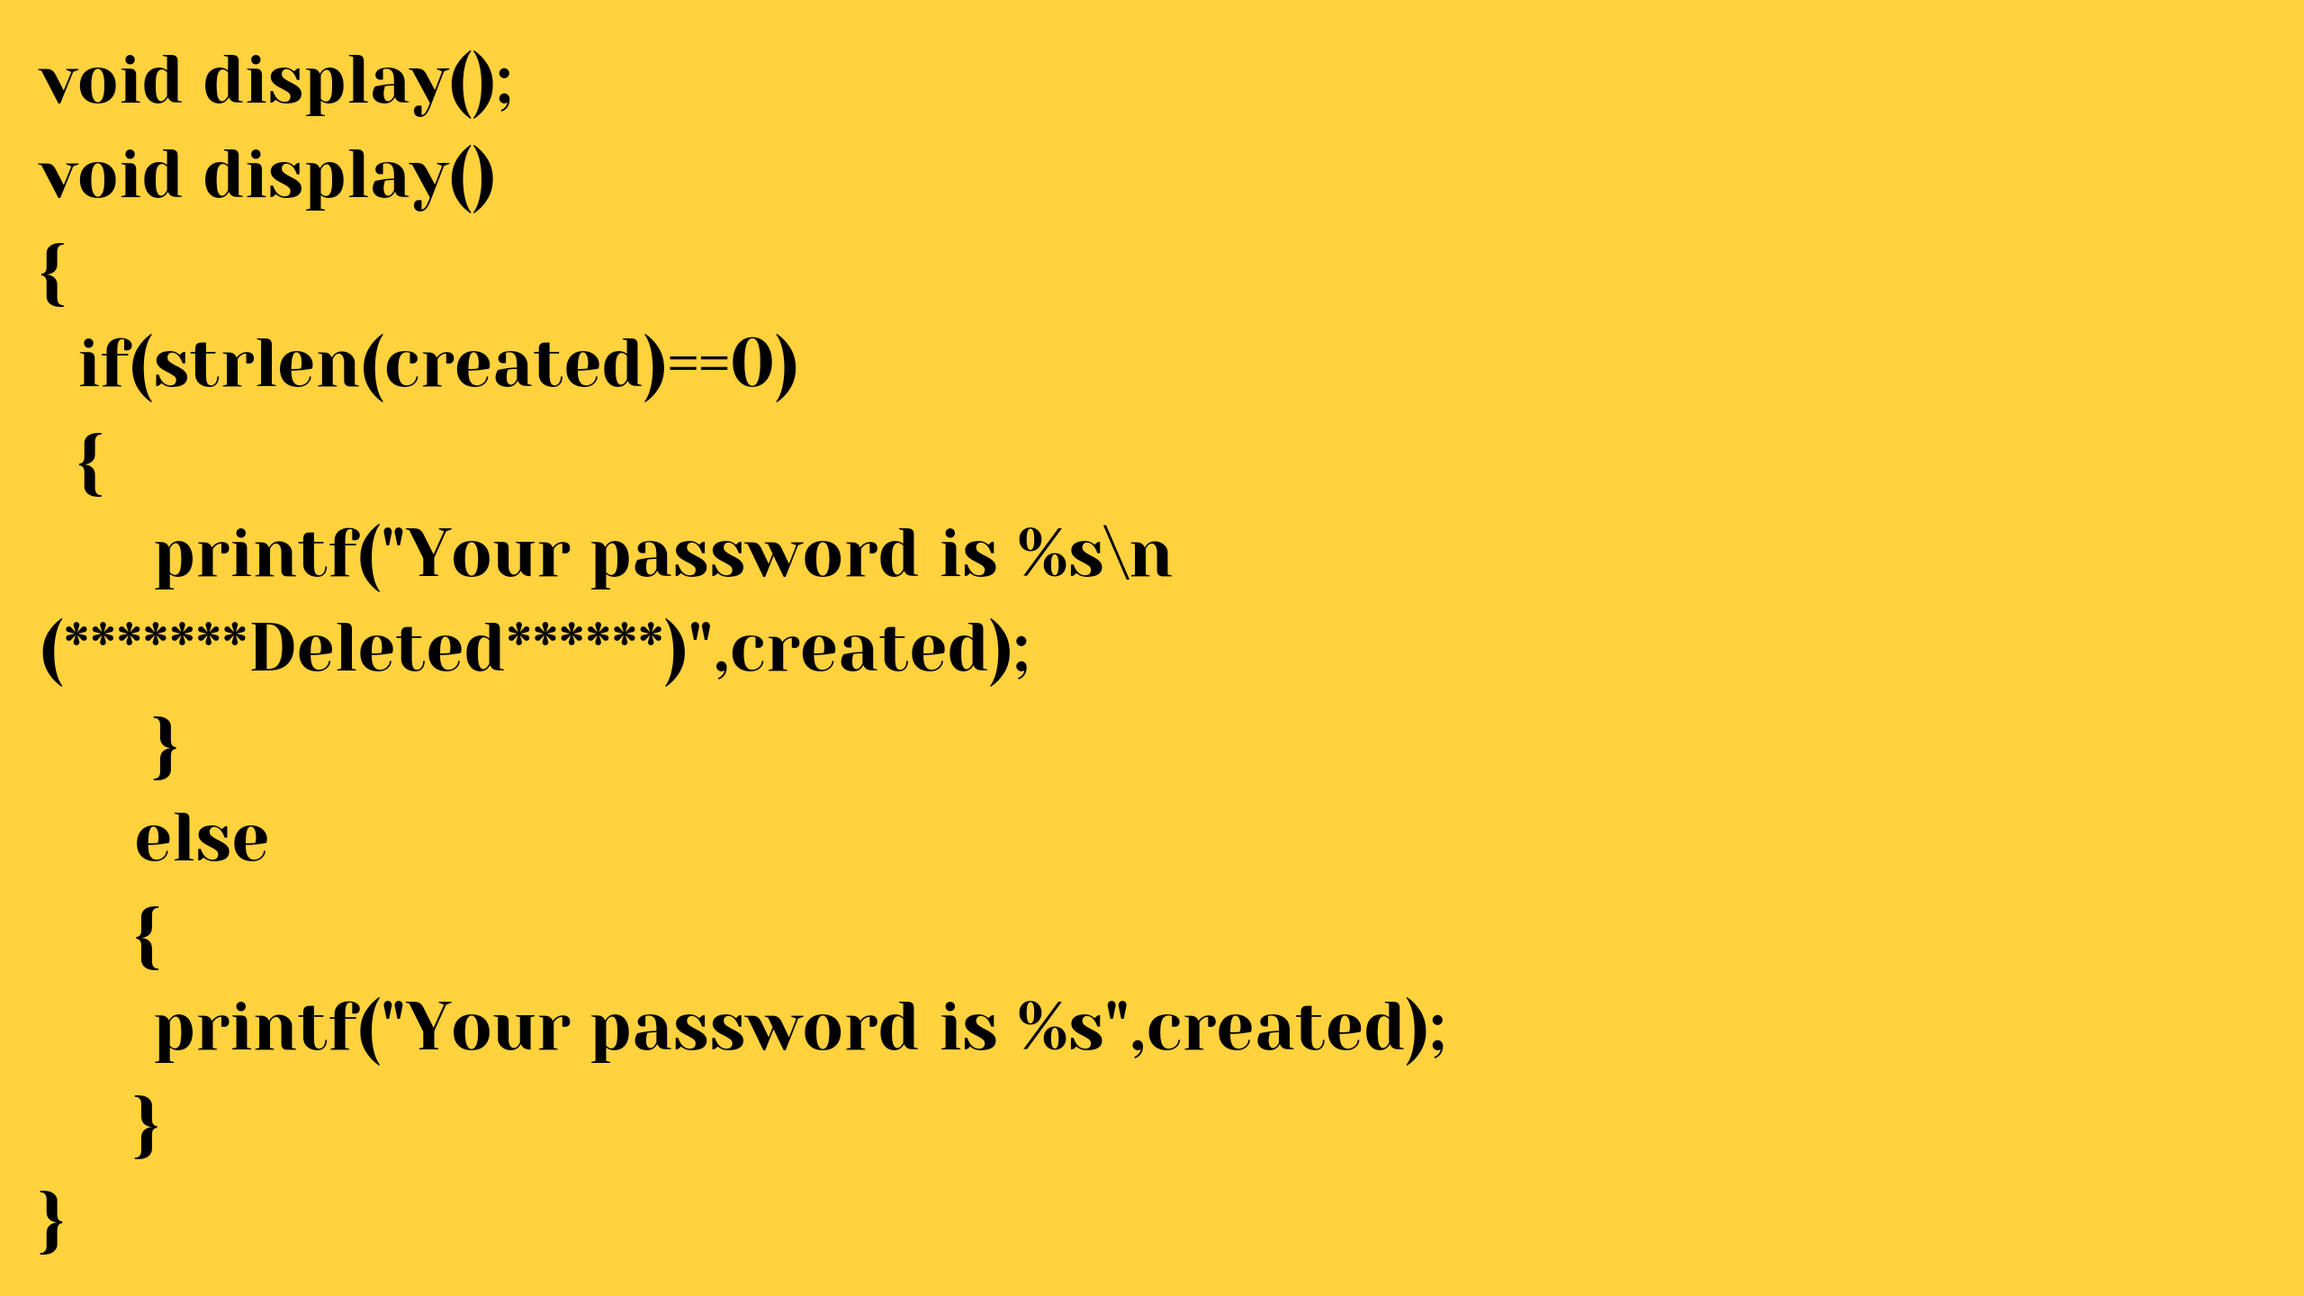 void display();
void display()
{
if(strlen(created)==0)
{
printf("Your password is %s\n
(*******Deleted******)",created);
}
else
{
printf("Your password is %s",created);
}
}